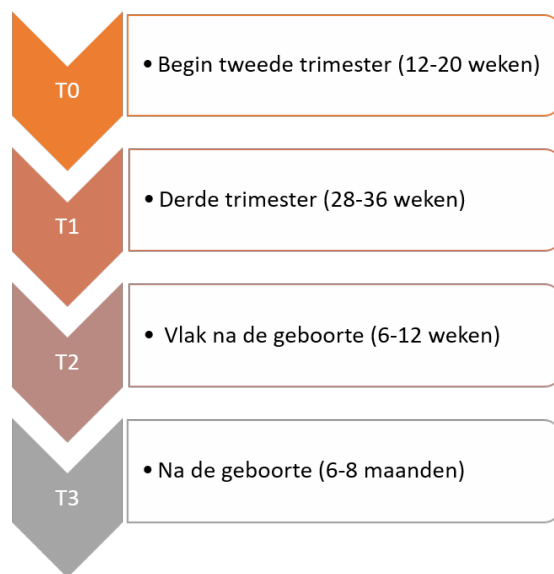 T0
• Begin tweede trimester (12-20 weken)
T1
• Derde trimester (28-36 weken)
T2
• Vlak na de geboorte (6-12 weken)
T3
• Na de geboorte (6-8 maanden)